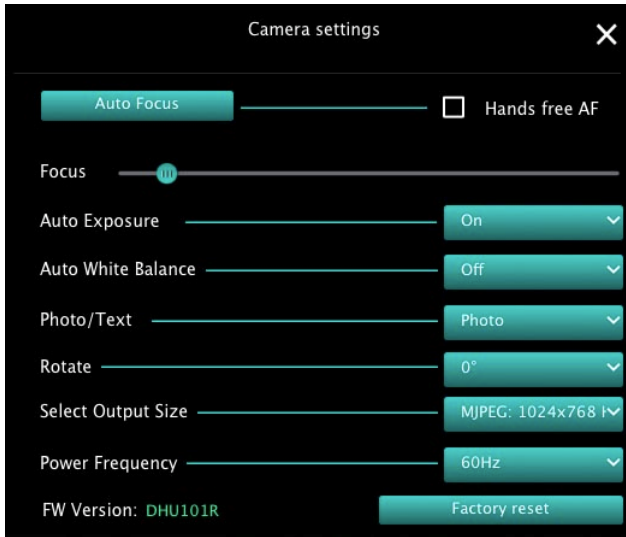 Camera settings
Auto Focus Hands free AF
Focus
Auto Exposure On
Auto White Balance Off
Photo/Text Photo
Rotate 0°
Select Output Size MJPEG: 1024x768
Power Frequency 60Hz
FW Version: DHU101R Factory reset